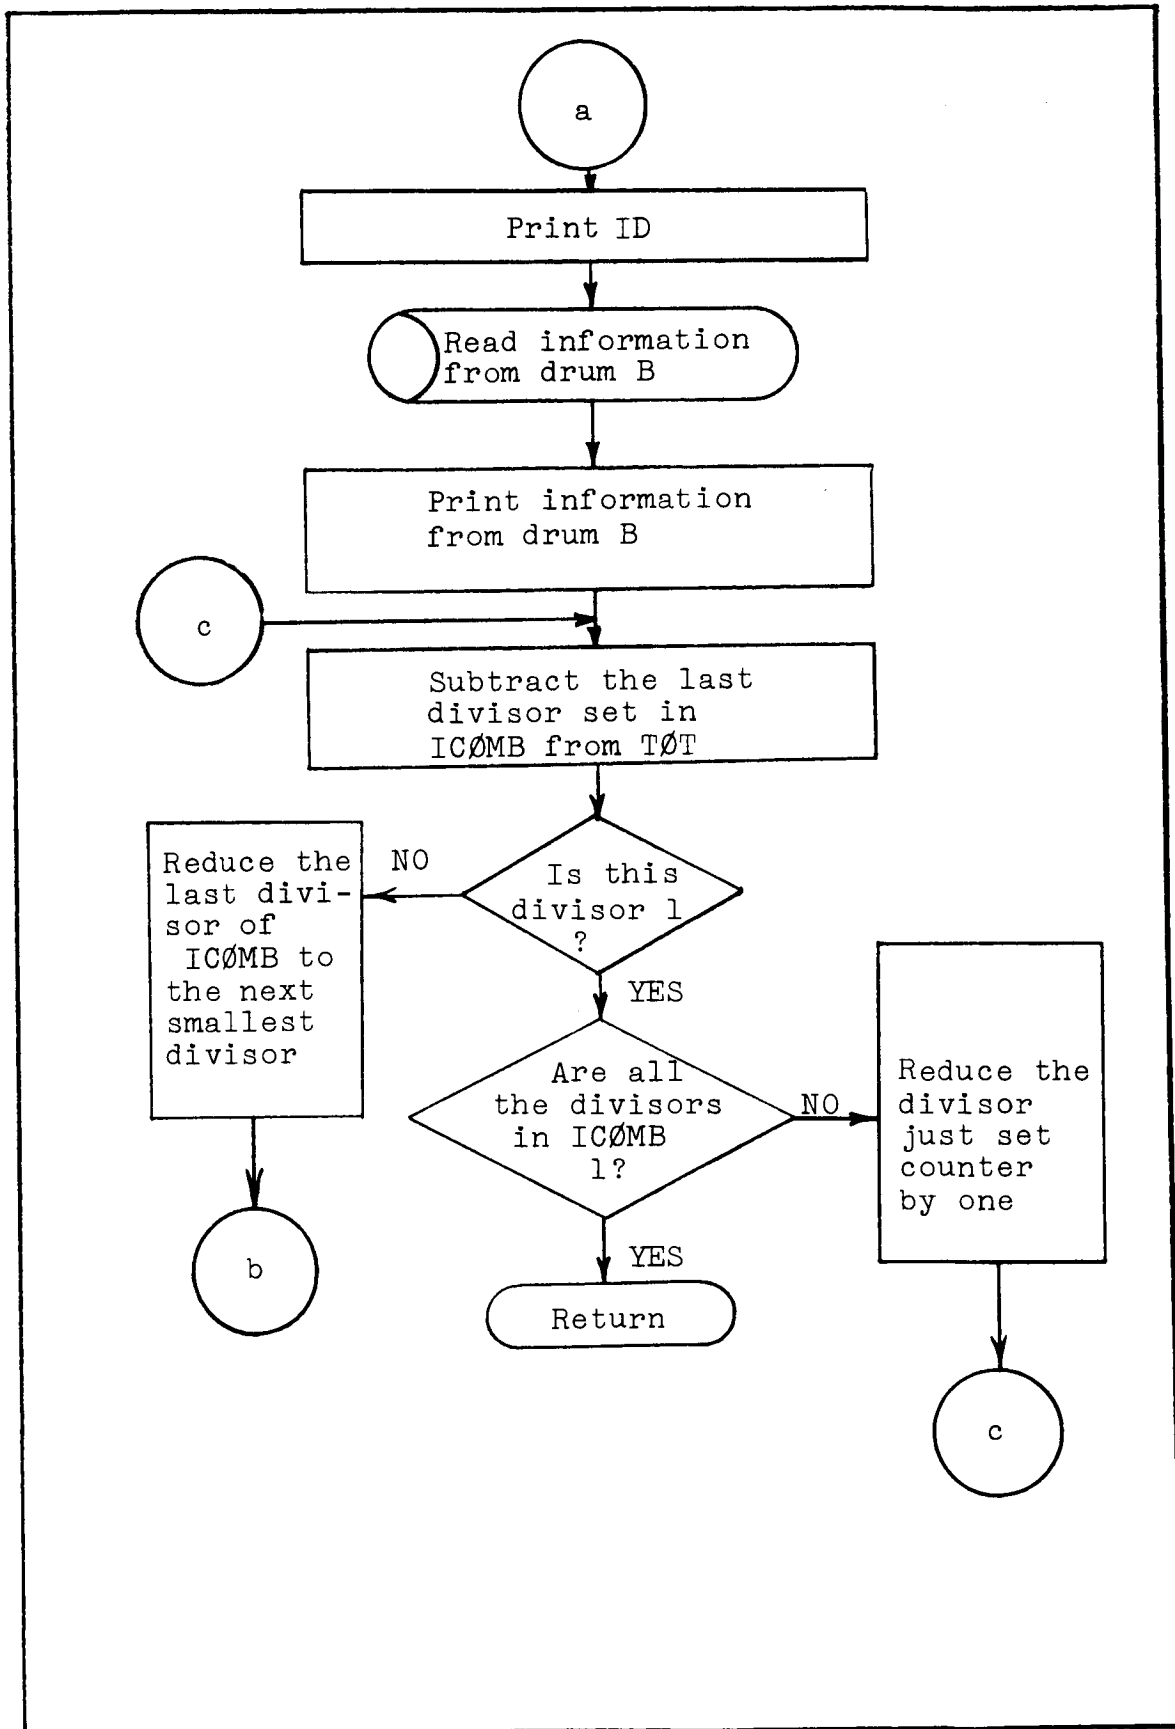 a
Print ID
Read information
from drum B
Print information
from drum B
c
Subtract the last
divisor set in
ICØMB from TØT
Is this
divisor 1
?
NO
Reduce the
last divi-
sor of
ICØMB to
the next
smallest
divisor
b
YES
Are all
the divisors
in ICØMB
1?
NO
Reduce the
divisor
just set
counter
by one
c
YES
Return